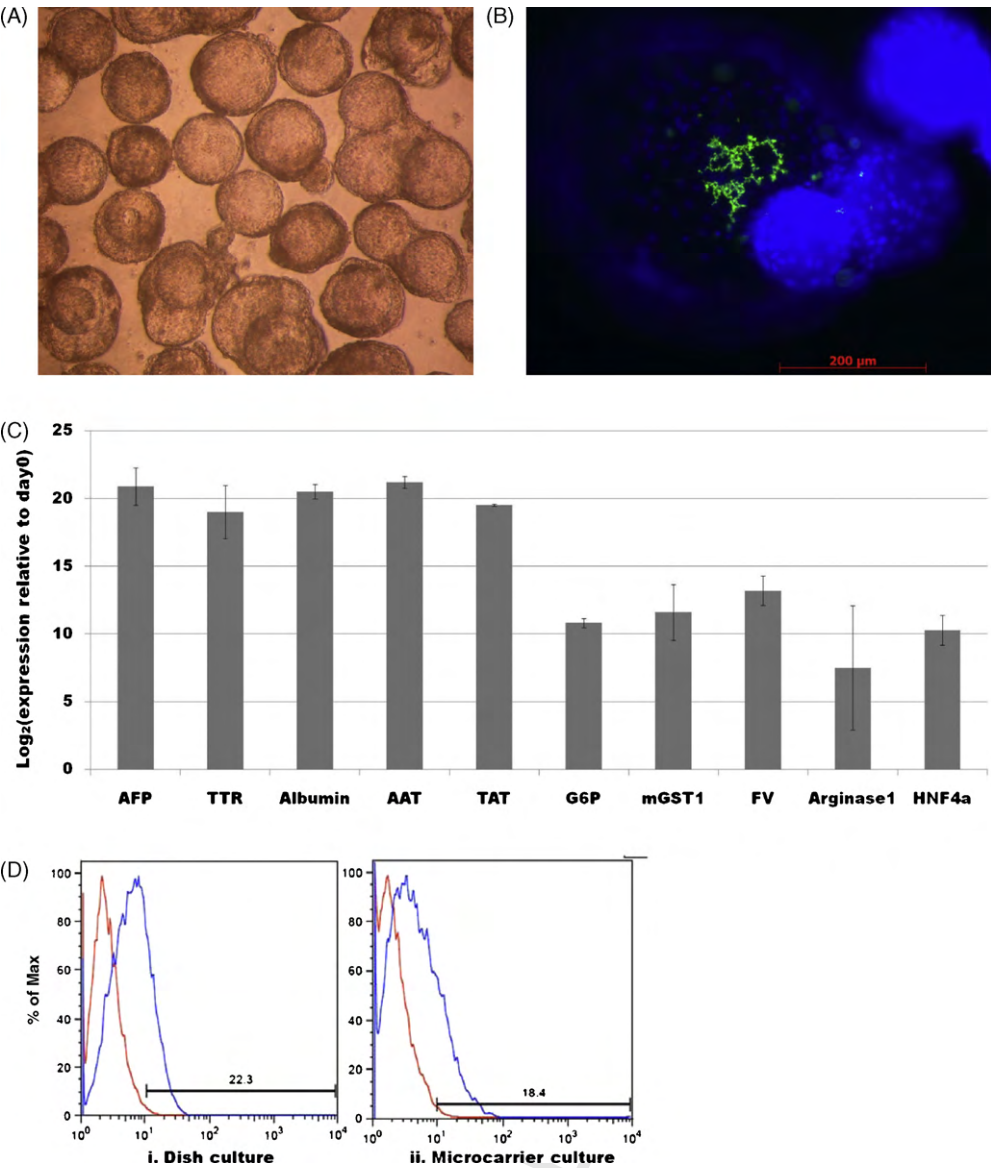 (A)
(B)
200 µm
(C)
Log₂(expression relative to day0)
25
20
15
10
5
0
AFP TTR Albumin AAT TAT G6P mGST1 FV Arginase1 HNF4a
(D)
% of Max
100
80
60
40
20
0
22.3
10⁰ 10¹ 10² 10³ 10⁴
i. Dish culture
100
80
60
40
20
0
18.4
10⁰ 10¹ 10² 10³ 10⁴
ii. Microcarrier culture